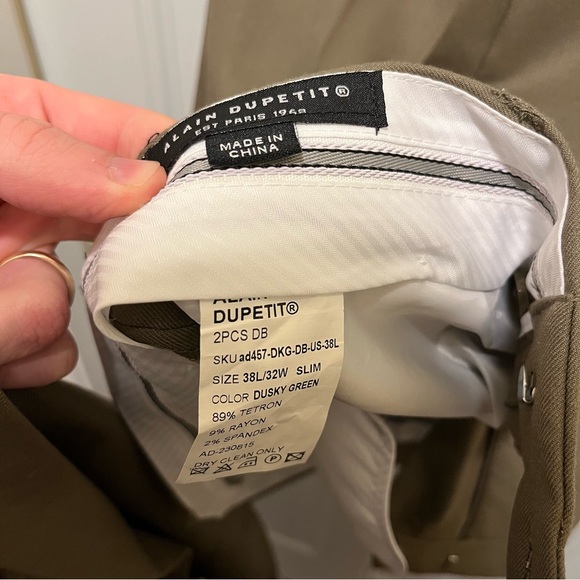 ALAIN DUPETIT®
EST PARIS 1968
MADE IN
CHINA
ALAIN
DUPETIT®
2PCS DB
SKU ad457-DKG-DB-US-38L
SIZE 38L/32W SLIM
COLOR DUSKY GREEN
89% TETRON
9% RAYON
2% SPANDEX
AD-230815
DRY CLEAN ONLY